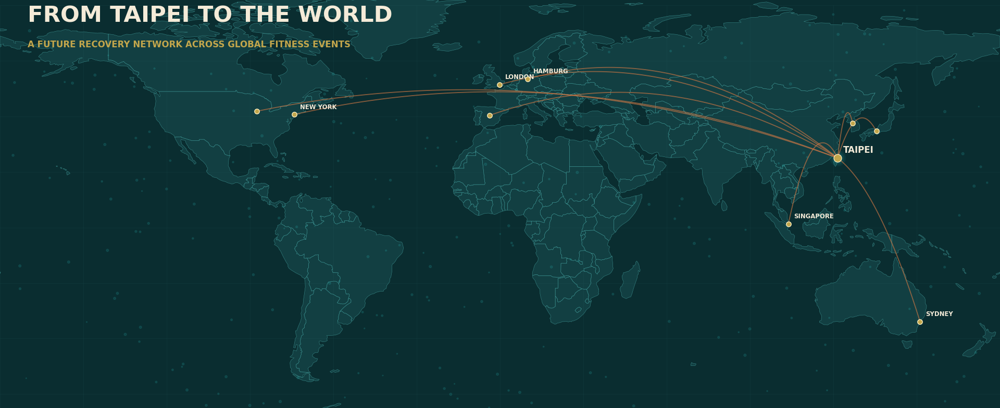 FROM TAIPEI TO THE WORLD
A FUTURE RECOVERY NETWORK ACROSS GLOBAL FITNESS EVENTS
HAMBURG
LONDON
NEW YORK
TAIPEI
SINGAPORE
SYDNEY